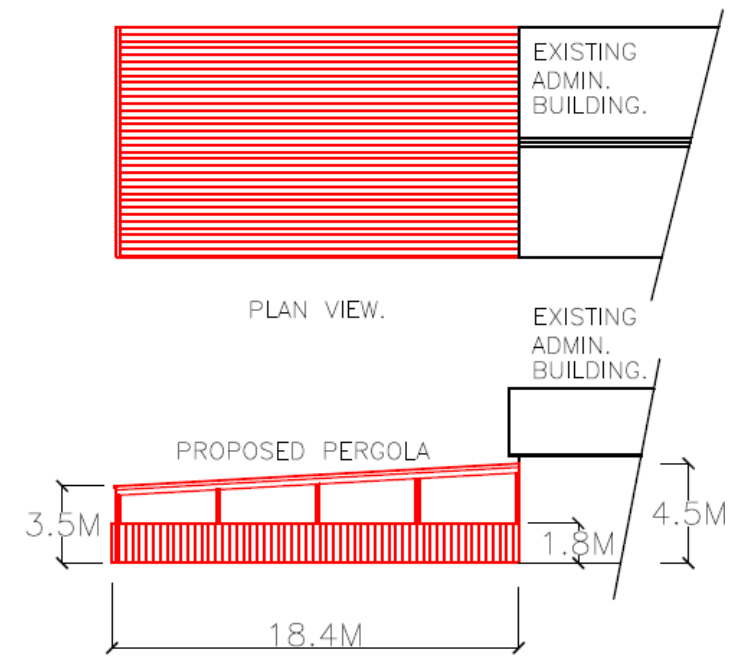 EXISTING
ADMIN.
BUILDING.
PLAN VIEW.
EXISTING
ADMIN.
BUILDING.
PROPOSED PERGOLA
3.5M
1.8M
4.5M
18.4M